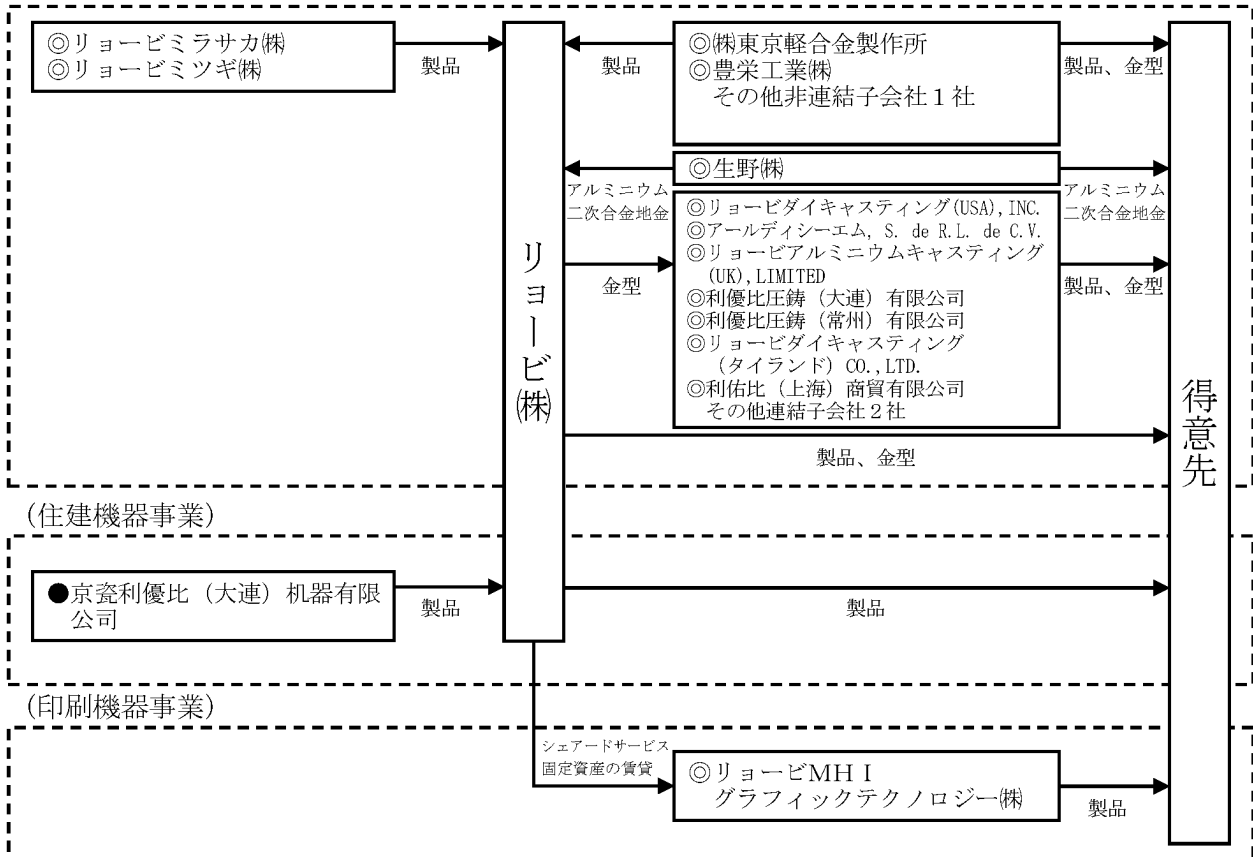 ◎リョービミラサカ㈱
◎リョービミツギ㈱
製品
リョービ㈱
製品
◎㈱東京軽合金製作所
◎豊栄工業㈱
その他非連結子会社１社
製品、金型
得意先
アルミニウム
二次合金地金
◎生野㈱
アルミニウム
二次合金地金
金型
◎リョービダイキャスティング(USA), INC.
◎アールディシーエム, S. de R.L. de C.V.
◎リョービアルミニウムキャスティング
(UK), LIMITED
◎利優比圧鋳（大連）有限公司
◎利優比圧鋳（常州）有限公司
◎リョービダイキャスティング
（タイランド）CO., LTD.
◎利佑比（上海）商貿有限公司
その他連結子会社２社
製品、金型
製品、金型
(住建機器事業)
●京瓷利優比（大連）机器有限
公司
製品
製品
(印刷機器事業)
シェアードサービス
固定資産の賃貸
◎リョービＭＨＩ
グラフィックテクノロジー㈱
製品